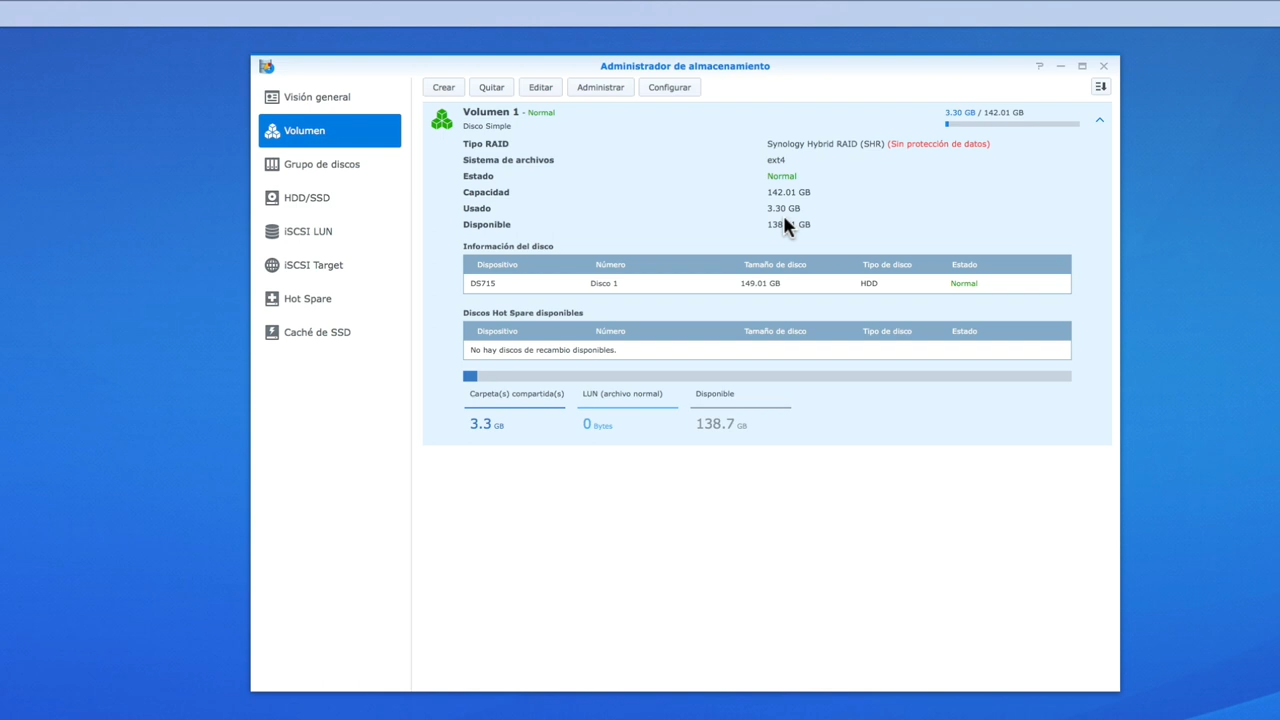 Administrador de almacenamiento
Visión general
Volumen
Grupo de discos
HDD/SSD
iSCSI LUN
iSCSI Target
Hot Spare
Caché de SSD
Crear Quitar Editar Administrar Configurar
Volumen 1 - Normal 3.30 GB / 142.01 GB
Disco Simple
Tipo RAID Synology Hybrid RAID (SHR) (Sin protección de datos)
Sistema de archivos ext4
Estado Normal
Capacidad 142.01 GB
Usado 3.30 GB
Disponible GB
Información del disco
Dispositivo Número Tamaño de disco Tipo de disco Estado
DS715 Disco 1 149.01 GB HDD Normal
Discos Hot Spare disponibles
Dispositivo Número Tamaño de disco Tipo de disco Estado
No hay discos de recambio disponibles.
Carpeta(s) compartida(s) LUN (archivo normal) Disponible
3.3 GB 0 Bytes 138.7 GB